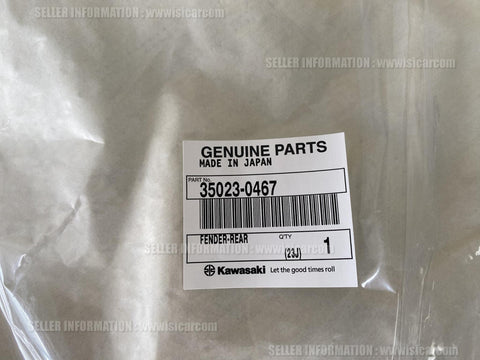 SELLER INFORMATION : www.isicar.com SELLER INFORMATION : www.isicar.com
GENUINE PARTS
MADE IN JAPAN
PART No.
35023-0467
FENDER-REAR
Q'TY
(23J) 1
Kawasaki Let the good times roll
SELLER INFORMATION : www.isicar.com SELLER INFORMATION : www.isicar.com